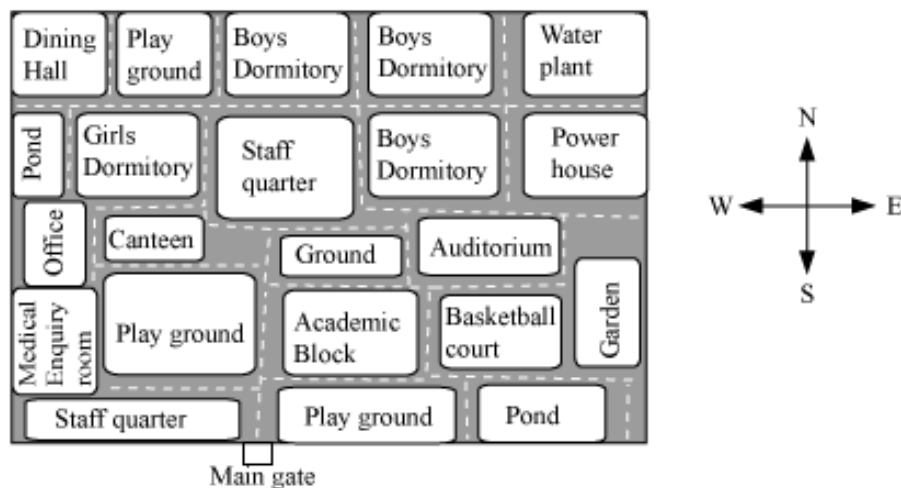 Dining
Hall
Play
ground
Boys
Dormitory
Boys
Dormitory
Water
plant
Pond
Girls
Dormitory
Staff
quarter
Boys
Dormitory
Power
house
N
W
E
S
Office
Canteen
Ground
Auditorium
Medical
Enquiry
room
Play ground
Academic
Block
Basketball
court
Garden
Staff quarter
Play ground
Pond
Main gate